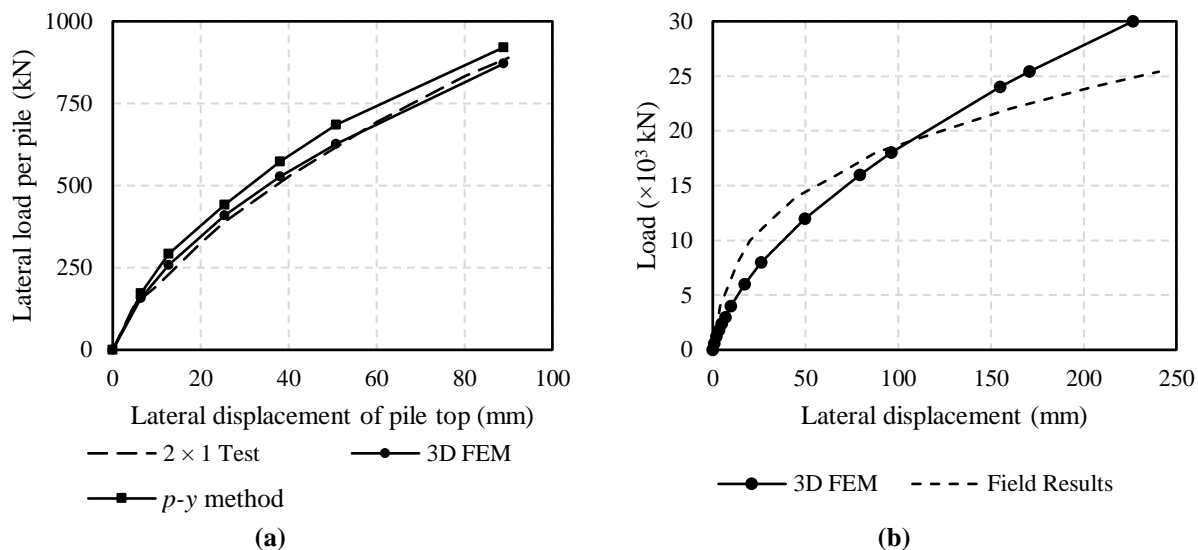 1000
750
500
250
0
Lateral load per pile (kN)
0 20 40 60 80 100
Lateral displacement of pile top (mm)
2 × 1 Test 3D FEM
p-y method
(a)
30
25
20
15
10
5
0
Load (×10³ kN)
0 50 100 150 200 250
Lateral displacement (mm)
3D FEM Field Results
(b)